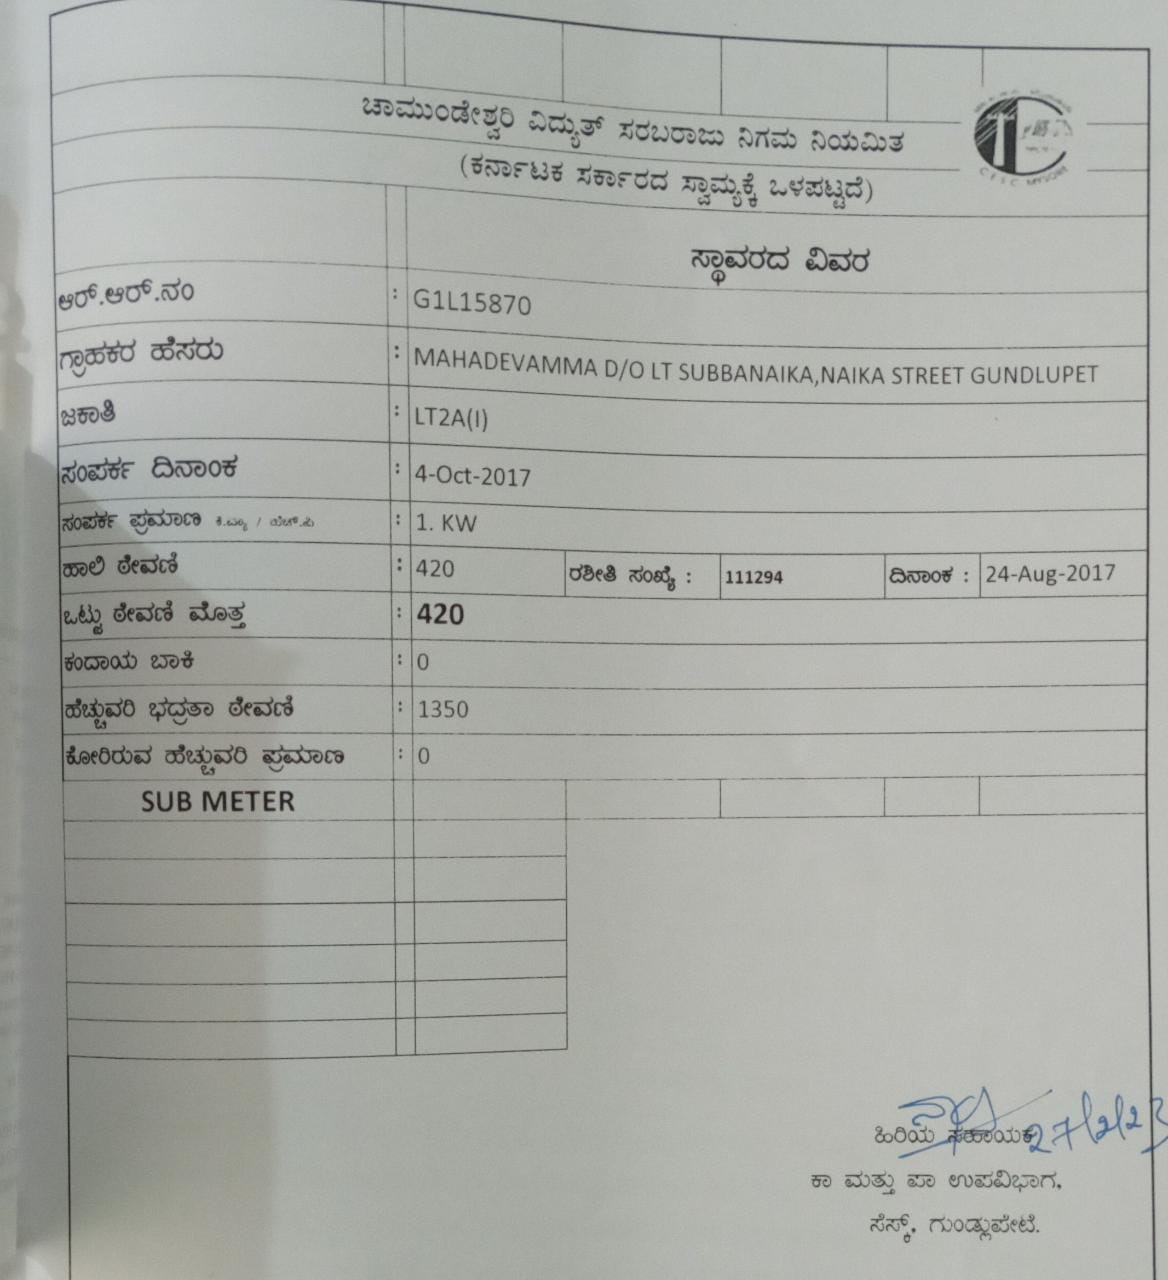 ಚಾಮುಂಡೇಶ್ವರಿ ವಿದ್ಯುತ್ ಸರಬರಾಜು ನಿಗಮ ನಿಯಮಿತ
(ಕರ್ನಾಟಕ ಸರ್ಕಾರದ ಸ್ವಾಮ್ಯಕ್ಕೆ ಒಳಪಟ್ಟಿದೆ)
ಸ್ಥಾವರದ ವಿವರ
ಆರ್.ಆರ್.ನಂ : G1L15870
ಗ್ರಾಹಕರ ಹೆಸರು : MAHADEVAMMA D/O LT SUBBANAIKA,NAIKA STREET GUNDLUPET
ಜಕಾತಿ : LT2A(I)
ಸಂಪರ್ಕ ದಿನಾಂಕ : 4-Oct-2017
ಸಂಪರ್ಕ ಪ್ರಮಾಣ ಕಿ.ವ್ಯಾ / ಹೆಚ್.ಪಿ : 1. KW
ಹಾಲಿ ಠೇವಣಿ : 420 ರಶೀತಿ ಸಂಖ್ಯೆ : 111294 ದಿನಾಂಕ : 24-Aug-2017
ಒಟ್ಟು ಠೇವಣಿ ಮೊತ್ತ : 420
ಕಂದಾಯ ಬಾಕಿ : 0
ಹೆಚ್ಚುವರಿ ಭದ್ರತಾ ಠೇವಣಿ : 1350
ಕೋರಿರುವ ಹೆಚ್ಚುವರಿ ಪ್ರಮಾಣ : 0
SUB METER
27/2/23
ಹಿರಿಯ ಸಹಾಯಕ
ಕಾ ಮತ್ತು ಪಾ ಉಪವಿಭಾಗ,
ಸೆಸ್ಕ್, ಗುಂಡ್ಲುಪೇಟೆ.